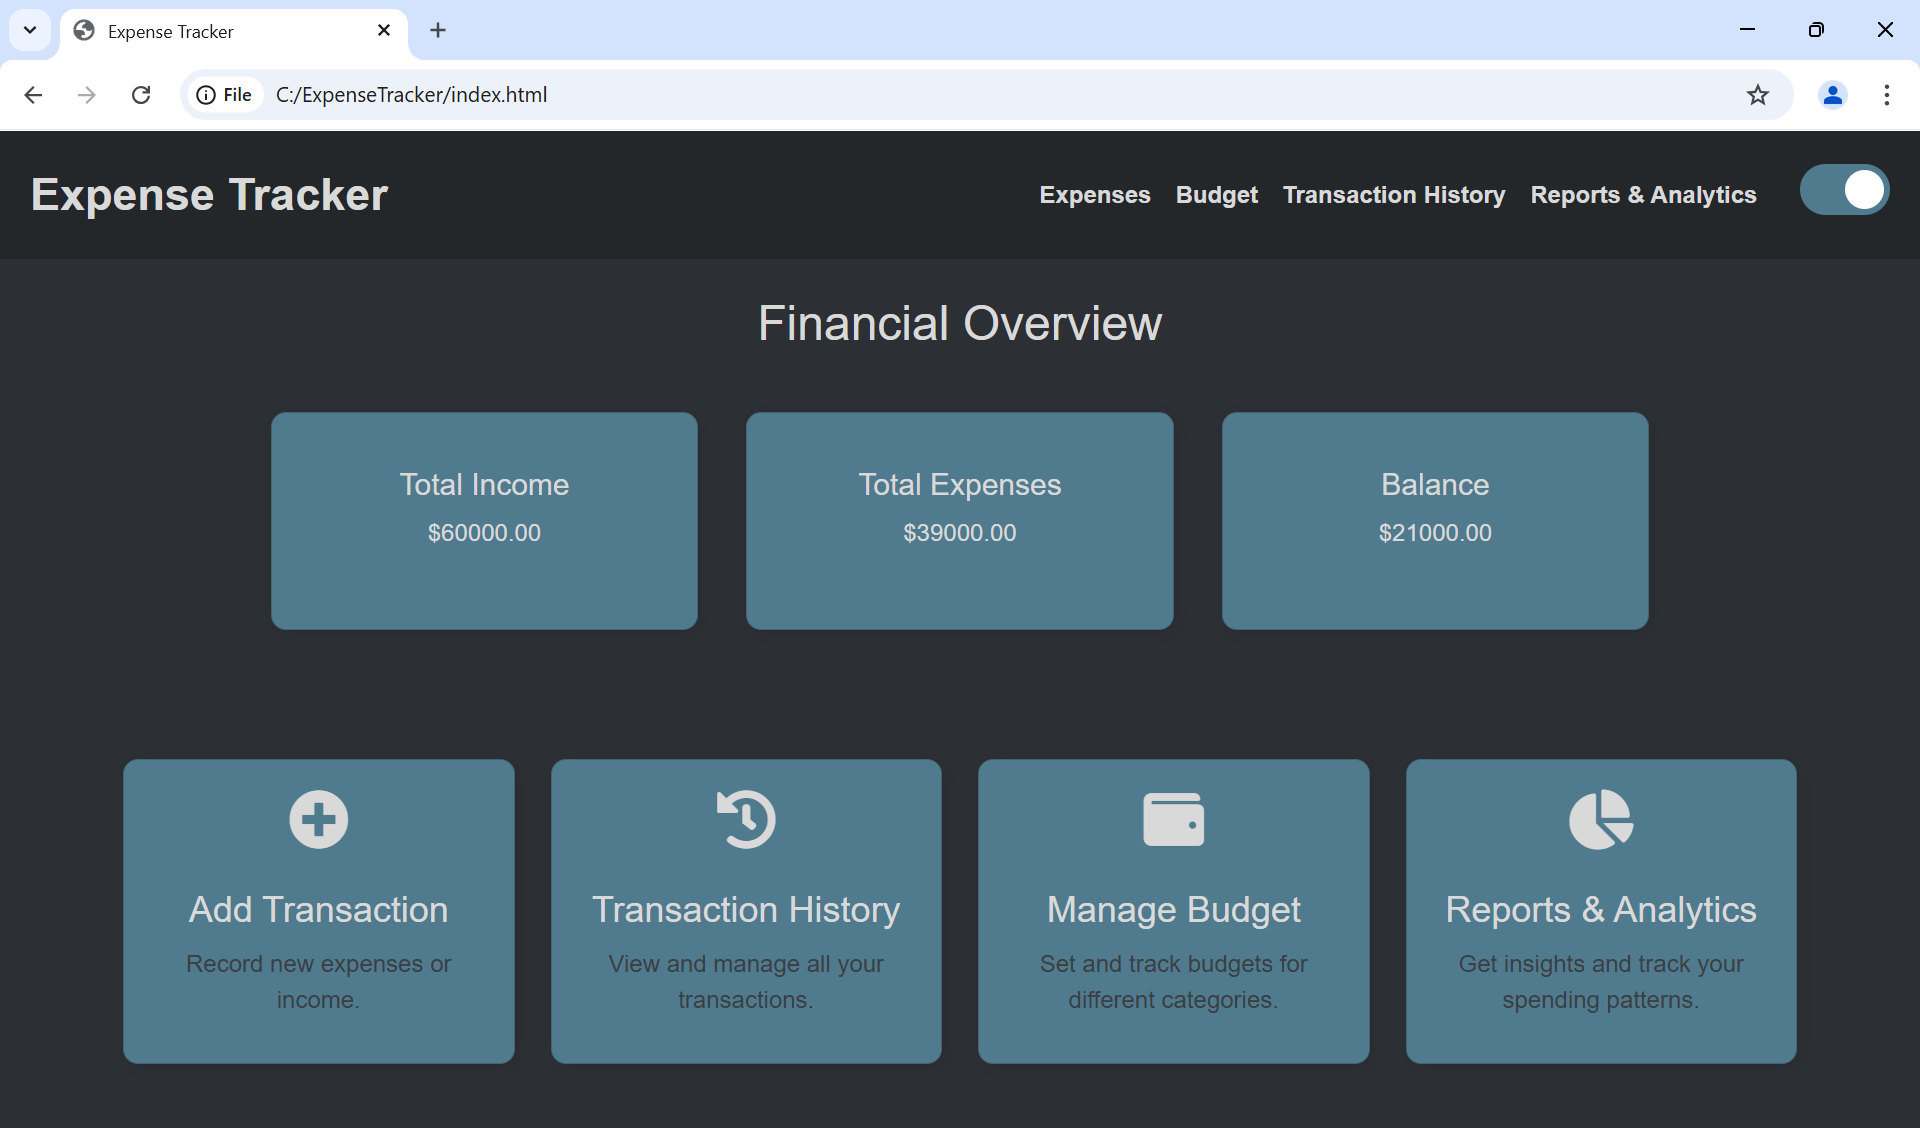 Expense Tracker
File
C:/ExpenseTracker/index.html
Expense Tracker
Expenses
Budget
Transaction History
Reports & Analytics
Financial Overview
Total Income
$60000.00
Total Expenses
$39000.00
Balance
$21000.00
Add Transaction
Record new expenses or
income.
Transaction History
View and manage all your
transactions.
Manage Budget
Set and track budgets for
different categories.
Reports & Analytics
Get insights and track your
spending patterns.